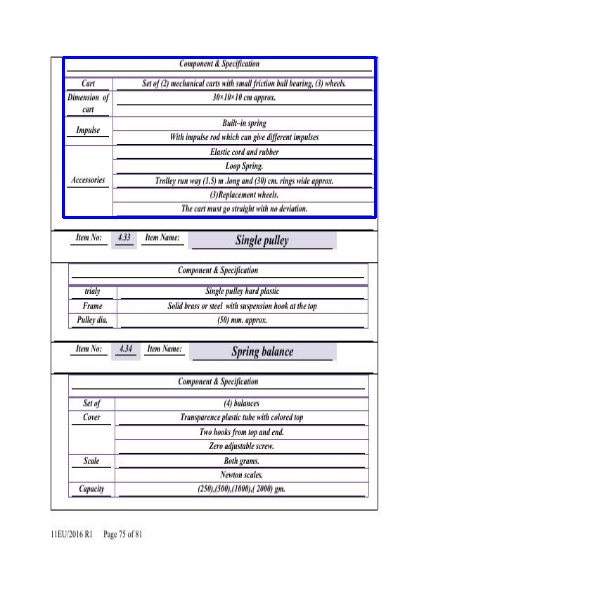 Component & Specification
Cart Set of (2) mechanical carts with small friction ball bearing, (3) wheels.
Dimension of cart 30×10×10 cm approx.
Impulse Built-in spring
With impulse rod which can give different impulses
Accessories Elastic cord and rubber
Loop Spring.
Trolley run way (1.5) m .long and (30) cm. rings wide approx.
(3)Replacement wheels.
The cart must go straight with no deviation.
Item No: 4.33 Item Name: Single pulley
Component & Specification
trialy Single pulley hard plastic
Frame Solid brass or steel with suspension hook at the top
Pulley dia. (50) mm. approx.
Item No: 4.34 Item Name: Spring balance
Component & Specification
Set of (4) balances
Cover Transparence plastic tube with colored top
Two hooks from top and end.
Zero adjustable screw.
Scale Both grams.
Newton scales.
Capacity (250),(500),(1000),( 2000) gm.
11EU/2016 R1 Page 75 of 81